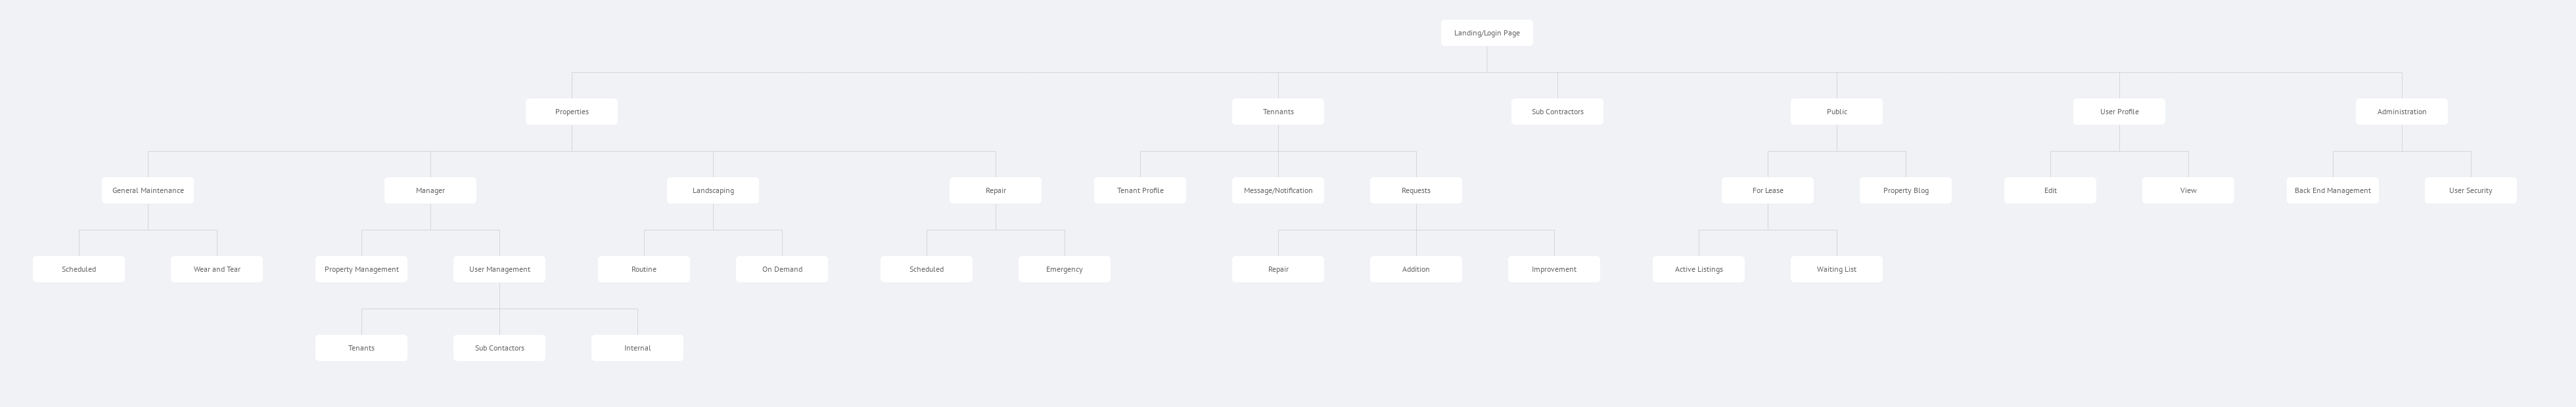 Landing/Login Page
Properties
Tennants
Sub Contractors
Public
User Profile
Administration
General Maintenance
Manager
Landscaping
Repair
Tenant Profile
Message/Notification
Requests
For Lease
Property Blog
Edit
View
Back End Management
User Security
Scheduled
Wear and Tear
Property Management
User Management
Routine
On Demand
Scheduled
Emergency
Repair
Addition
Improvement
Active Listings
Waiting List
Tenants
Sub Contactors
Internal